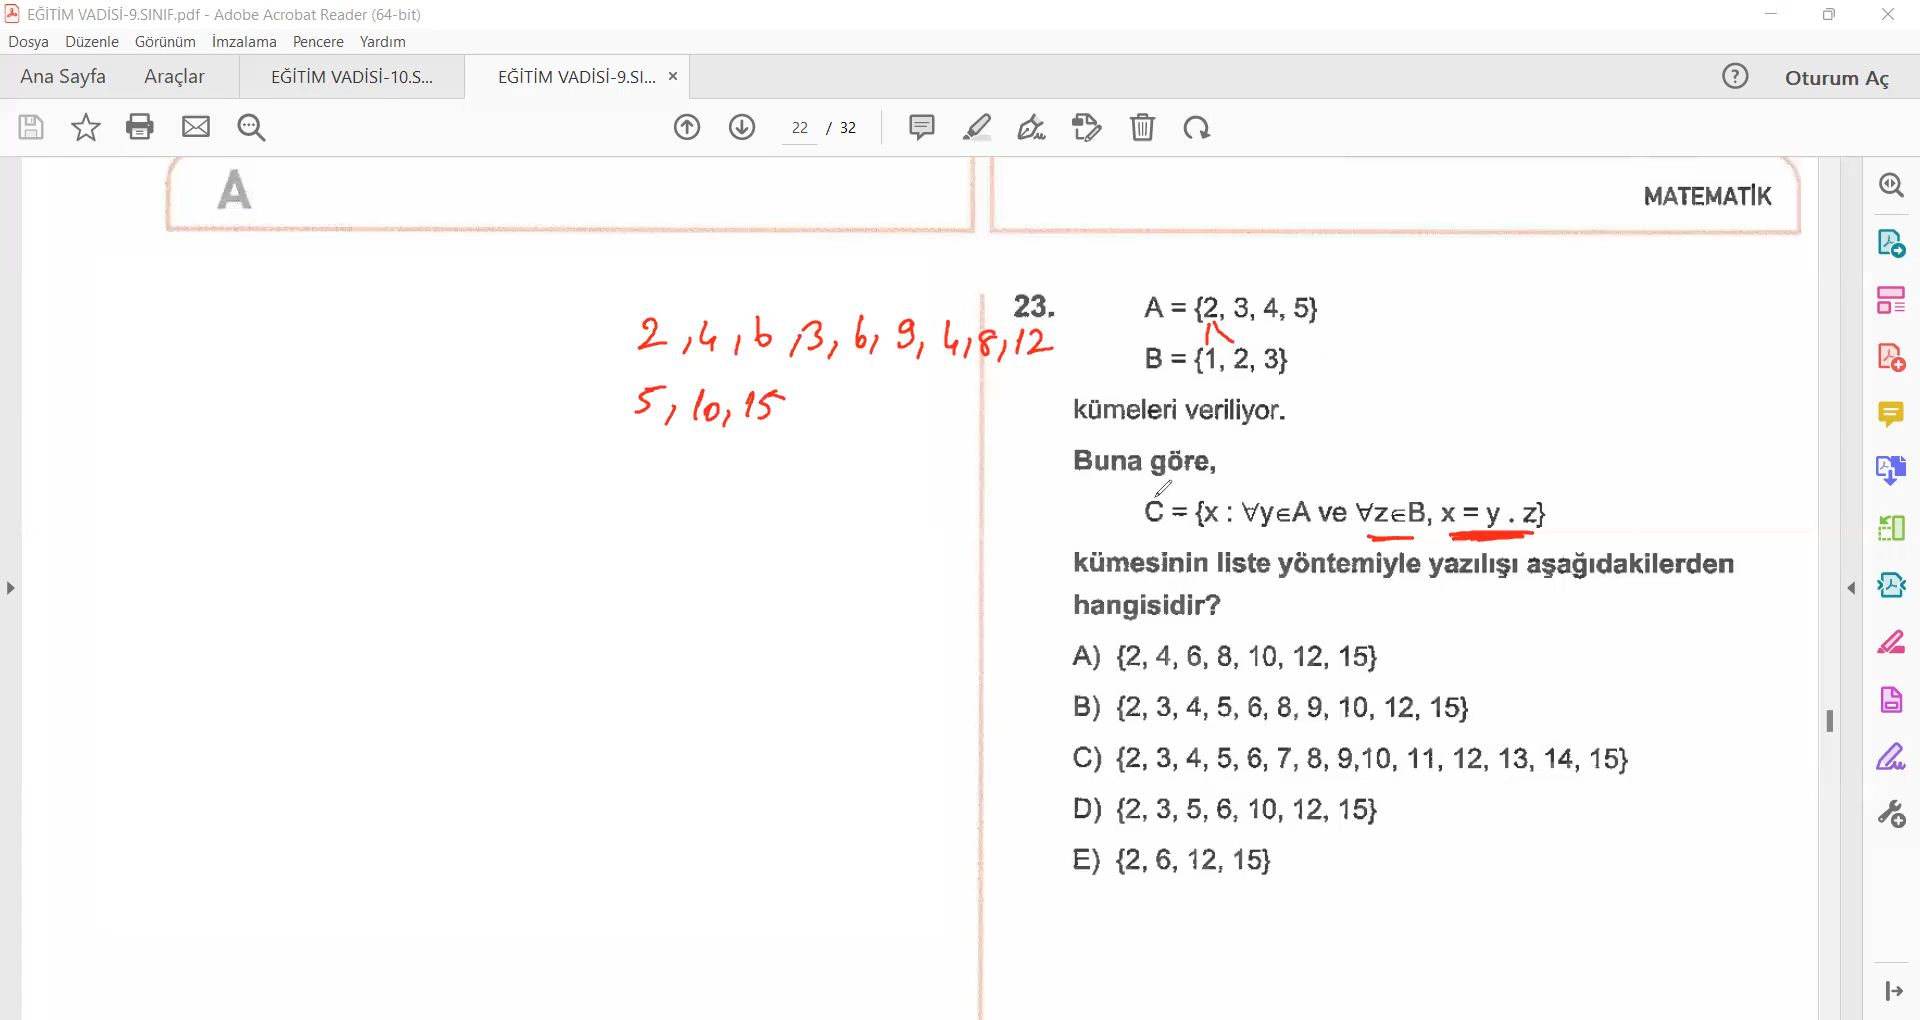 EĞİTİM VADİSİ-9.SINIF.pdf - Adobe Acrobat Reader (64-bit)
Dosya Düzenle Görünüm İmzalama Pencere Yardım
Ana Sayfa Araçlar EĞİTİM VADİSİ-10.S... EĞİTİM VADİSİ-9.SI... × Oturum Aç
22 / 32
A
MATEMATİK
2, 4, 6, 3, 6, 9, 4, 8, 12
5, 10, 15
23. A = {2, 3, 4, 5}
B = {1, 2, 3}
kümeleri veriliyor.
Buna göre,
C = {x : ∀y∈A ve ∀z∈B, x = y . z}
kümesinin liste yöntemiyle yazılışı aşağıdakilerden
hangisidir?
A) {2, 4, 6, 8, 10, 12, 15}
B) {2, 3, 4, 5, 6, 8, 9, 10, 12, 15}
C) {2, 3, 4, 5, 6, 7, 8, 9,10, 11, 12, 13, 14, 15}
D) {2, 3, 5, 6, 10, 12, 15}
E) {2, 6, 12, 15}